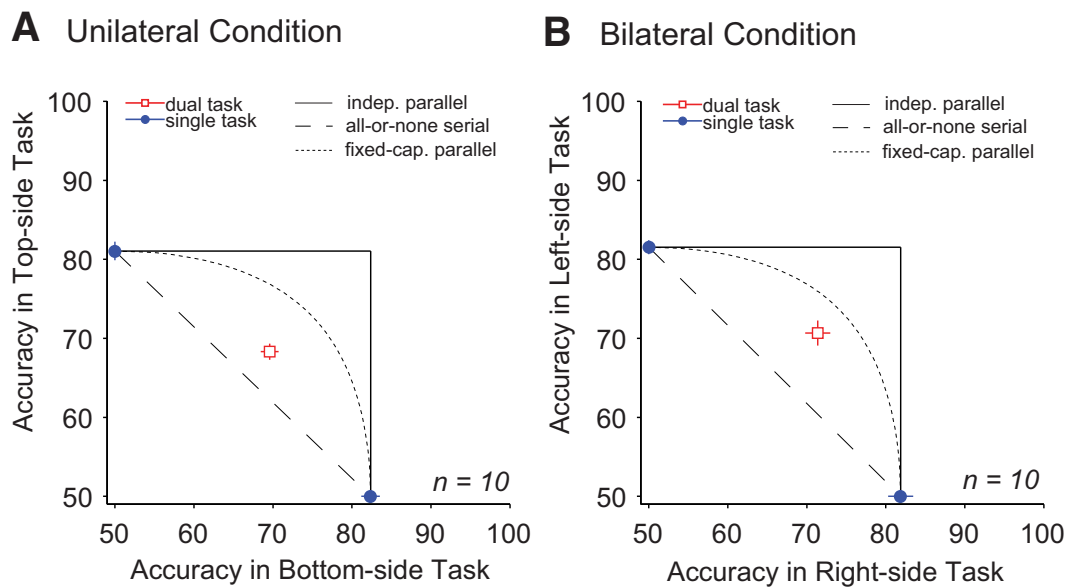 A Unilateral Condition
100
90
80
70
60
50
50 60 70 80 90 100
Accuracy in Top-side Task
Accuracy in Bottom-side Task
dual task
single task
indep. parallel
all-or-none serial
fixed-cap. parallel
n = 10
B Bilateral Condition
100
90
80
70
60
50
50 60 70 80 90 100
Accuracy in Left-side Task
Accuracy in Right-side Task
dual task
single task
indep. parallel
all-or-none serial
fixed-cap. parallel
n = 10